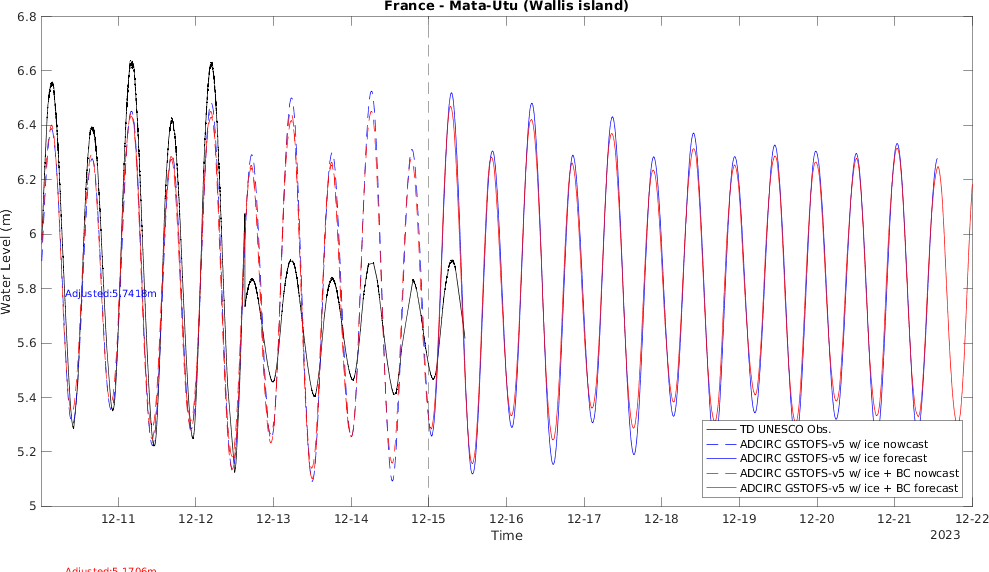 France - Mata-Utu (Wallis island)
6.8
6.6
6.4
6.2
6
5.8
5.6
5.4
5.2
5
Water Level (m)
Adjusted:5.7418m
TD UNESCO Obs.
ADCIRC GSTOFS-v5 w/ ice nowcast
ADCIRC GSTOFS-v5 w/ ice forecast
ADCIRC GSTOFS-v5 w/ ice + BC nowcast
ADCIRC GSTOFS-v5 w/ ice + BC forecast
12-11 12-12 12-13 12-14 12-15 12-16 12-17 12-18 12-19 12-20 12-21 12-22
Time
2023
Adjusted:5.1706m